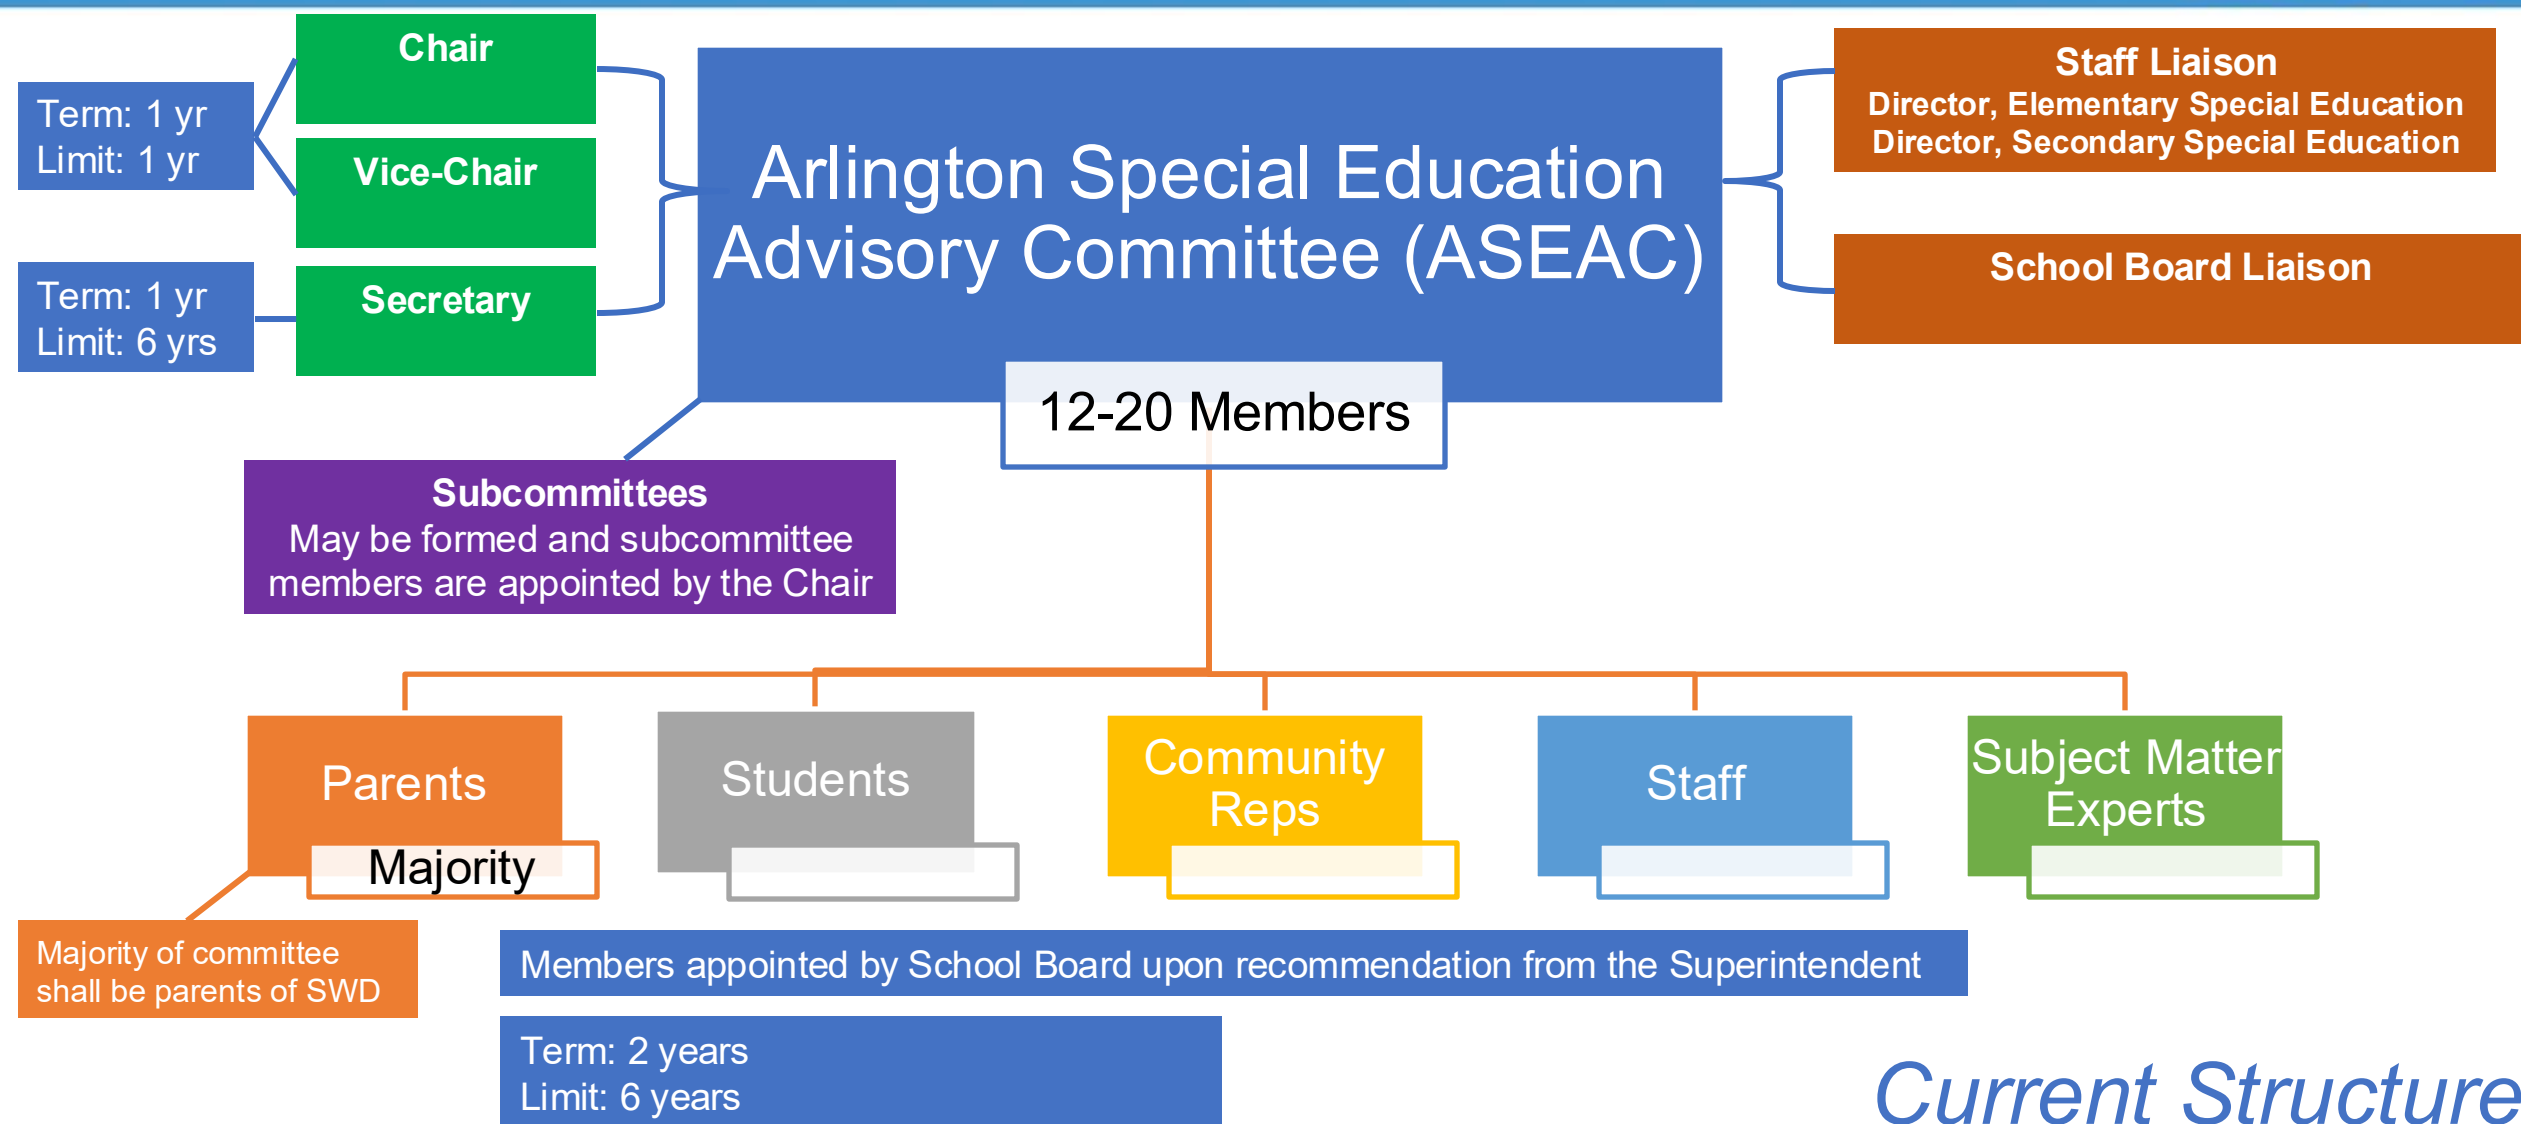 Chair
Term: 1 yr
Limit: 1 yr
Vice-Chair
Term: 1 yr
Limit: 6 yrs
Secretary
Arlington Special Education
Advisory Committee (ASEAC)
12-20 Members
Staff Liaison
Director, Elementary Special Education
Director, Secondary Special Education
School Board Liaison
Subcommittees
May be formed and subcommittee
members are appointed by the Chair
Parents
Majority
Students
Community
Reps
Staff
Subject Matter
Experts
Majority of committee
shall be parents of SWD
Members appointed by School Board upon recommendation from the Superintendent
Term: 2 years
Limit: 6 years
Current Structure